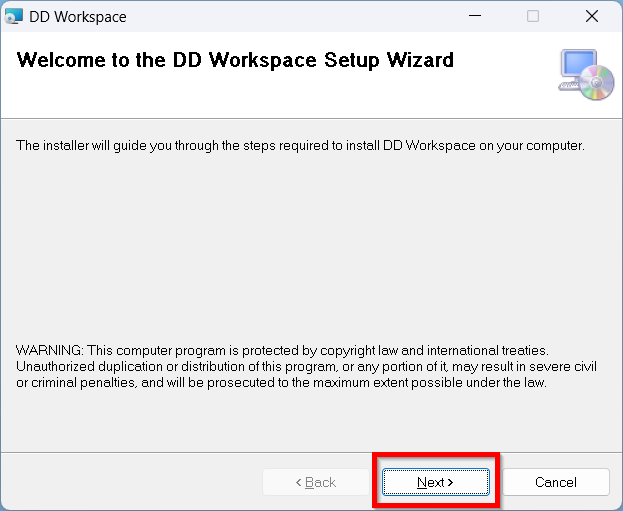 DD Workspace
Welcome to the DD Workspace Setup Wizard
The installer will guide you through the steps required to install DD Workspace on your computer.
WARNING: This computer program is protected by copyright law and international treaties.
Unauthorized duplication or distribution of this program, or any portion of it, may result in severe civil
or criminal penalties, and will be prosecuted to the maximum extent possible under the law.
< Back Next > Cancel